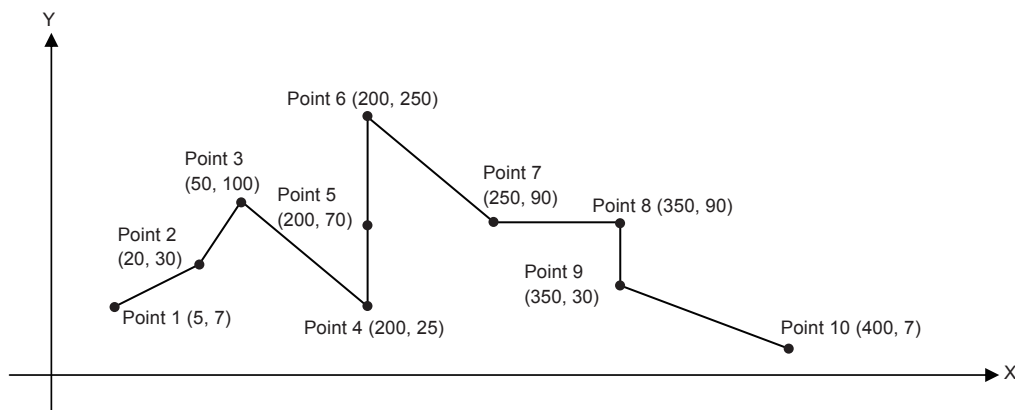 Y
Point 6 (200, 250)
Point 3
(50, 100)
Point 7
(250, 90)
Point 5
(200, 70)
Point 8 (350, 90)
Point 2
(20, 30)
Point 9
(350, 30)
Point 1 (5, 7)
Point 4 (200, 25)
Point 10 (400, 7)
X